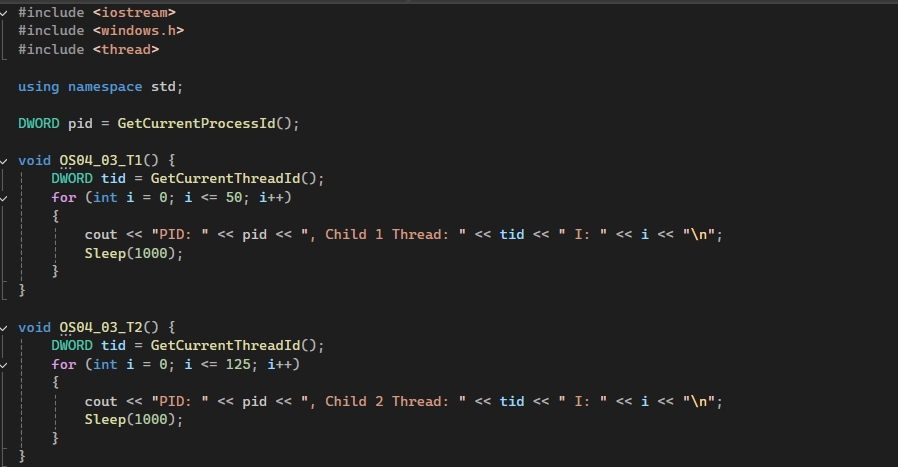 #include <iostream>
#include <windows.h>
#include <thread>
using namespace std;
DWORD pid = GetCurrentProcessId();
void OS04_03_T1() {
DWORD tid = GetCurrentThreadId();
for (int i = 0; i <= 50; i++)
{
cout << "PID: " << pid << ", Child 1 Thread: " << tid << " I: " << i << "\n";
Sleep(1000);
}
}
void OS04_03_T2() {
DWORD tid = GetCurrentThreadId();
for (int i = 0; i <= 125; i++)
{
cout << "PID: " << pid << ", Child 2 Thread: " << tid << " I: " << i << "\n";
Sleep(1000);
}
}